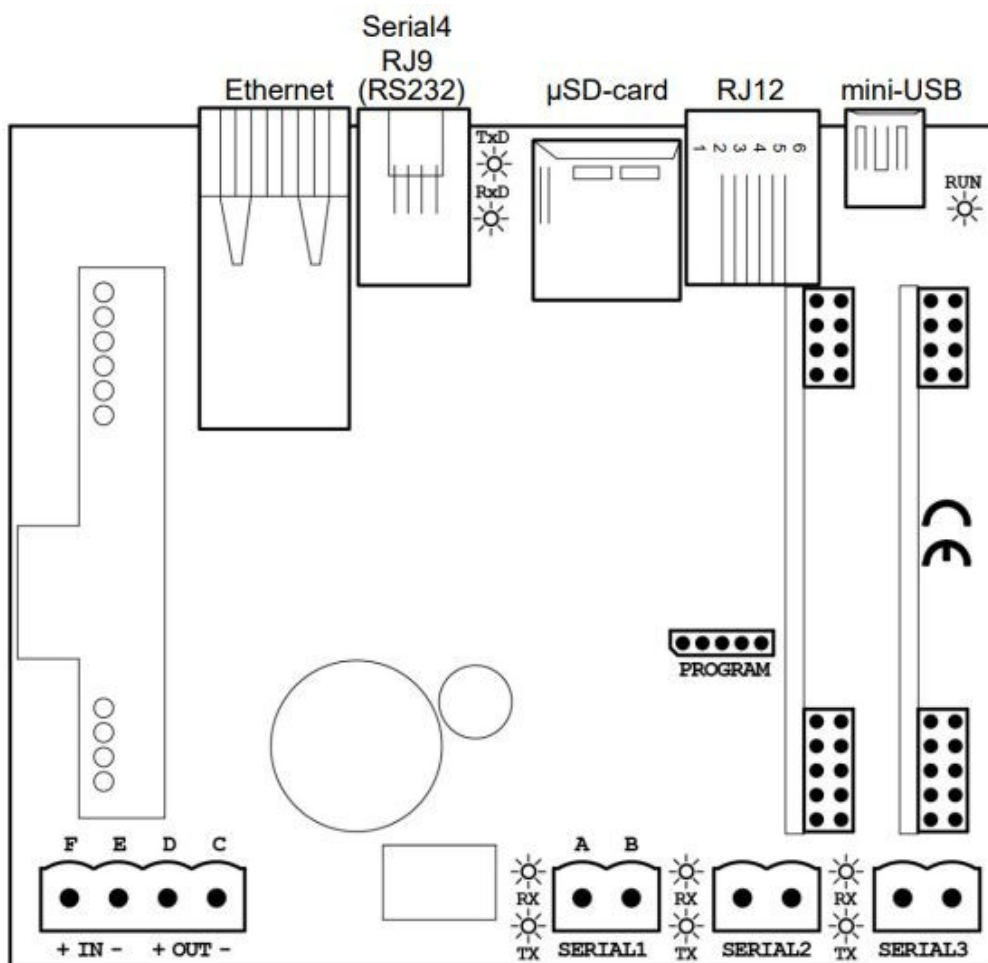 Serial4
RJ9
(RS232)
Ethernet
µSD-card
RJ12
mini-USB
TxD
RxD
1 2 3 4 5 6
RUN
CE
PROGRAM
F E D C
+ IN - + OUT -
A B
RX
TX
SERIAL1
RX
TX
SERIAL2
RX
TX
SERIAL3